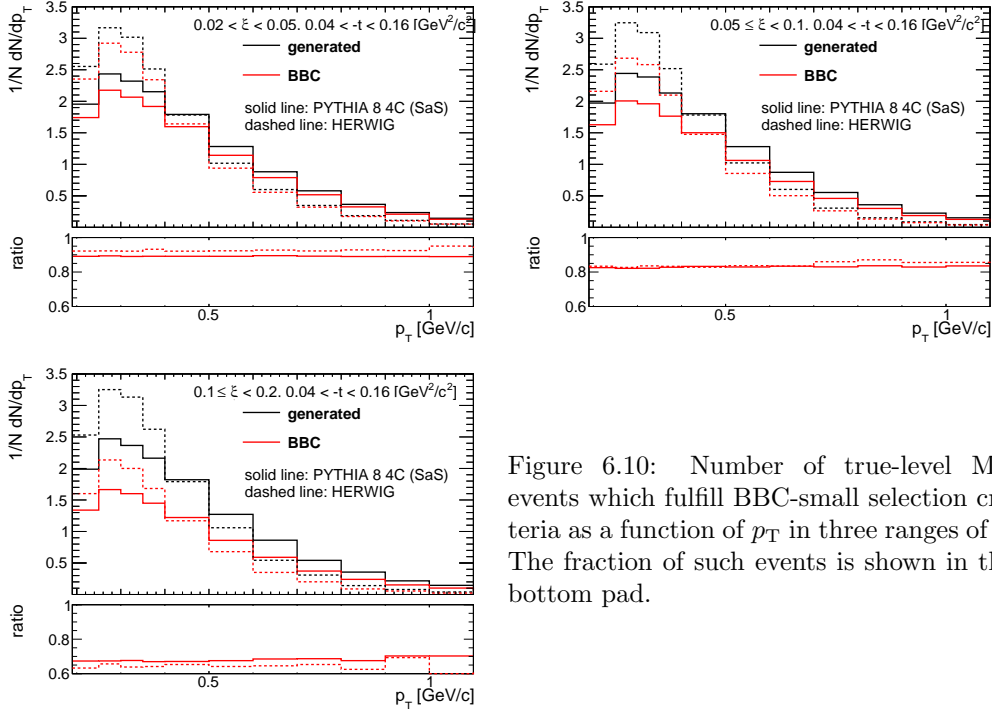 0.02 < ξ < 0.05, 0.04 < -t < 0.16 [GeV²/c²]
1/N dN/dp_T
3.5
3
2.5
2
1.5
1
0.5
generated
BBC
solid line: PYTHIA 8 4C (SaS)
dashed line: HERWIG
ratio
1
0.8
0.6
0.5
1
p_T [GeV/c]
0.05 ≤ ξ < 0.1, 0.04 < -t < 0.16 [GeV²/c²]
1/N dN/dp_T
3.5
3
2.5
2
1.5
1
0.5
generated
BBC
solid line: PYTHIA 8 4C (SaS)
dashed line: HERWIG
ratio
1
0.8
0.6
0.5
1
p_T [GeV/c]
0.1 ≤ ξ < 0.2, 0.04 < -t < 0.16 [GeV²/c²]
1/N dN/dp_T
3.5
3
2.5
2
1.5
1
0.5
generated
BBC
solid line: PYTHIA 8 4C (SaS)
dashed line: HERWIG
ratio
1
0.9
0.8
0.7
0.6
0.5
1
p_T [GeV/c]
Figure 6.10: Number of true-level M
events which fulfill BBC-small selection cr
teria as a function of p_T in three ranges of
The fraction of such events is shown in th
bottom pad.